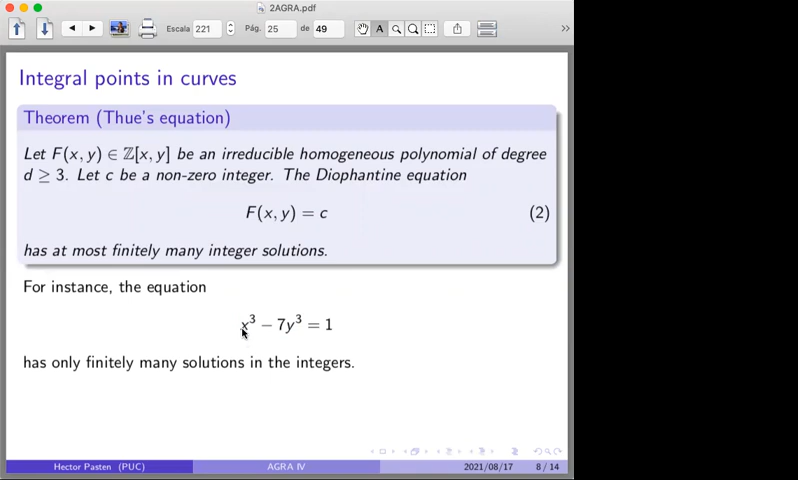 2AGRA.pdf
Escala 221 Pág. 25 de 49
Integral points in curves
Theorem (Thue's equation)
Let F(x, y) ∈ ℤ[x, y] be an irreducible homogeneous polynomial of degree
d ≥ 3. Let c be a non-zero integer. The Diophantine equation
F(x, y) = c (2)
has at most finitely many integer solutions.
For instance, the equation
x³ − 7y³ = 1
has only finitely many solutions in the integers.
Hector Pasten (PUC) AGRA IV 2021/08/17 8 / 14